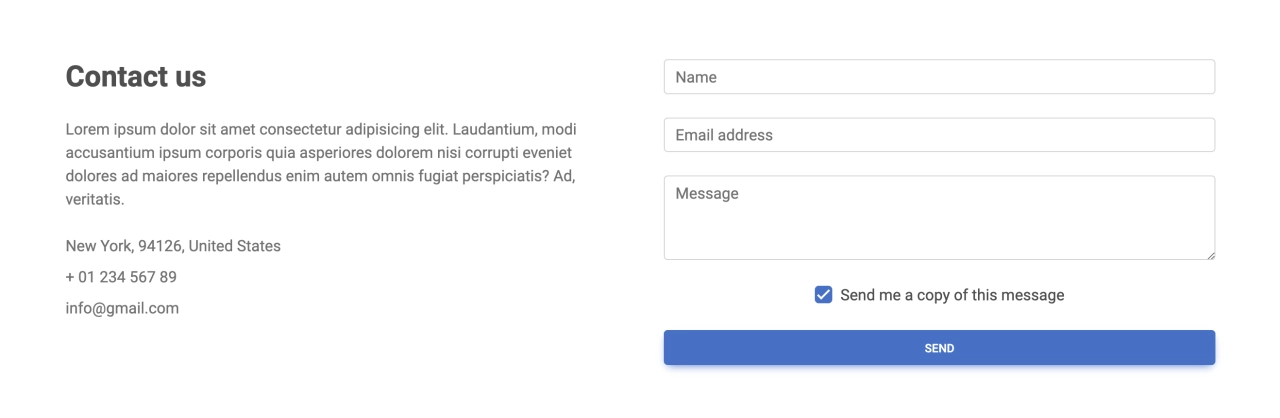 Contact us
Lorem ipsum dolor sit amet consectetur adipisicing elit. Laudantium, modi
accusantium ipsum corporis quia asperiores dolorem nisi corrupti eveniet
dolores ad maiores repellendus enim autem omnis fugiat perspiciatis? Ad,
veritatis.
New York, 94126, United States
+ 01 234 567 89
info@gmail.com
Name
Email address
Message
Send me a copy of this message
SEND